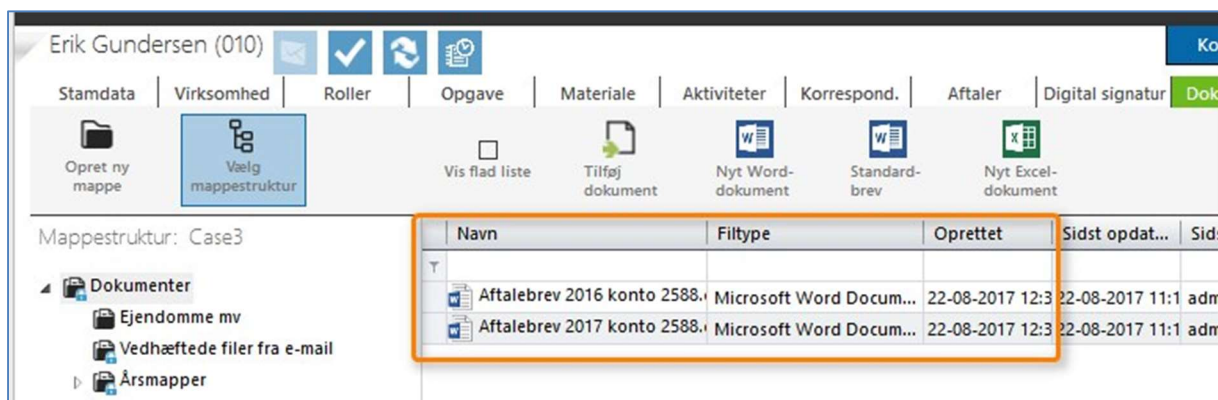 Erik Gundersen (010)
Ko
Stamdata Virksomhed Roller Opgave Materiale Aktiviteter Korrespond. Aftaler Digital signatur Dok
Opret ny
mappe
Vælg
mappestruktur
Vis flad liste
Tilføj
dokument
Nyt Word-
dokument
Standard-
brev
Nyt Excel-
dokument
Mappestruktur: Case3
Navn Filtype Oprettet Sidst opdat... Sids
Dokumenter
Ejendomme mv
Vedhæftede filer fra e-mail
Årsmapper
Aftalebrev 2016 konto 2588. Microsoft Word Docum... 22-08-2017 12:3 22-08-2017 11:1 adm
Aftalebrev 2017 konto 2588. Microsoft Word Docum... 22-08-2017 12:3 22-08-2017 11:1 adm